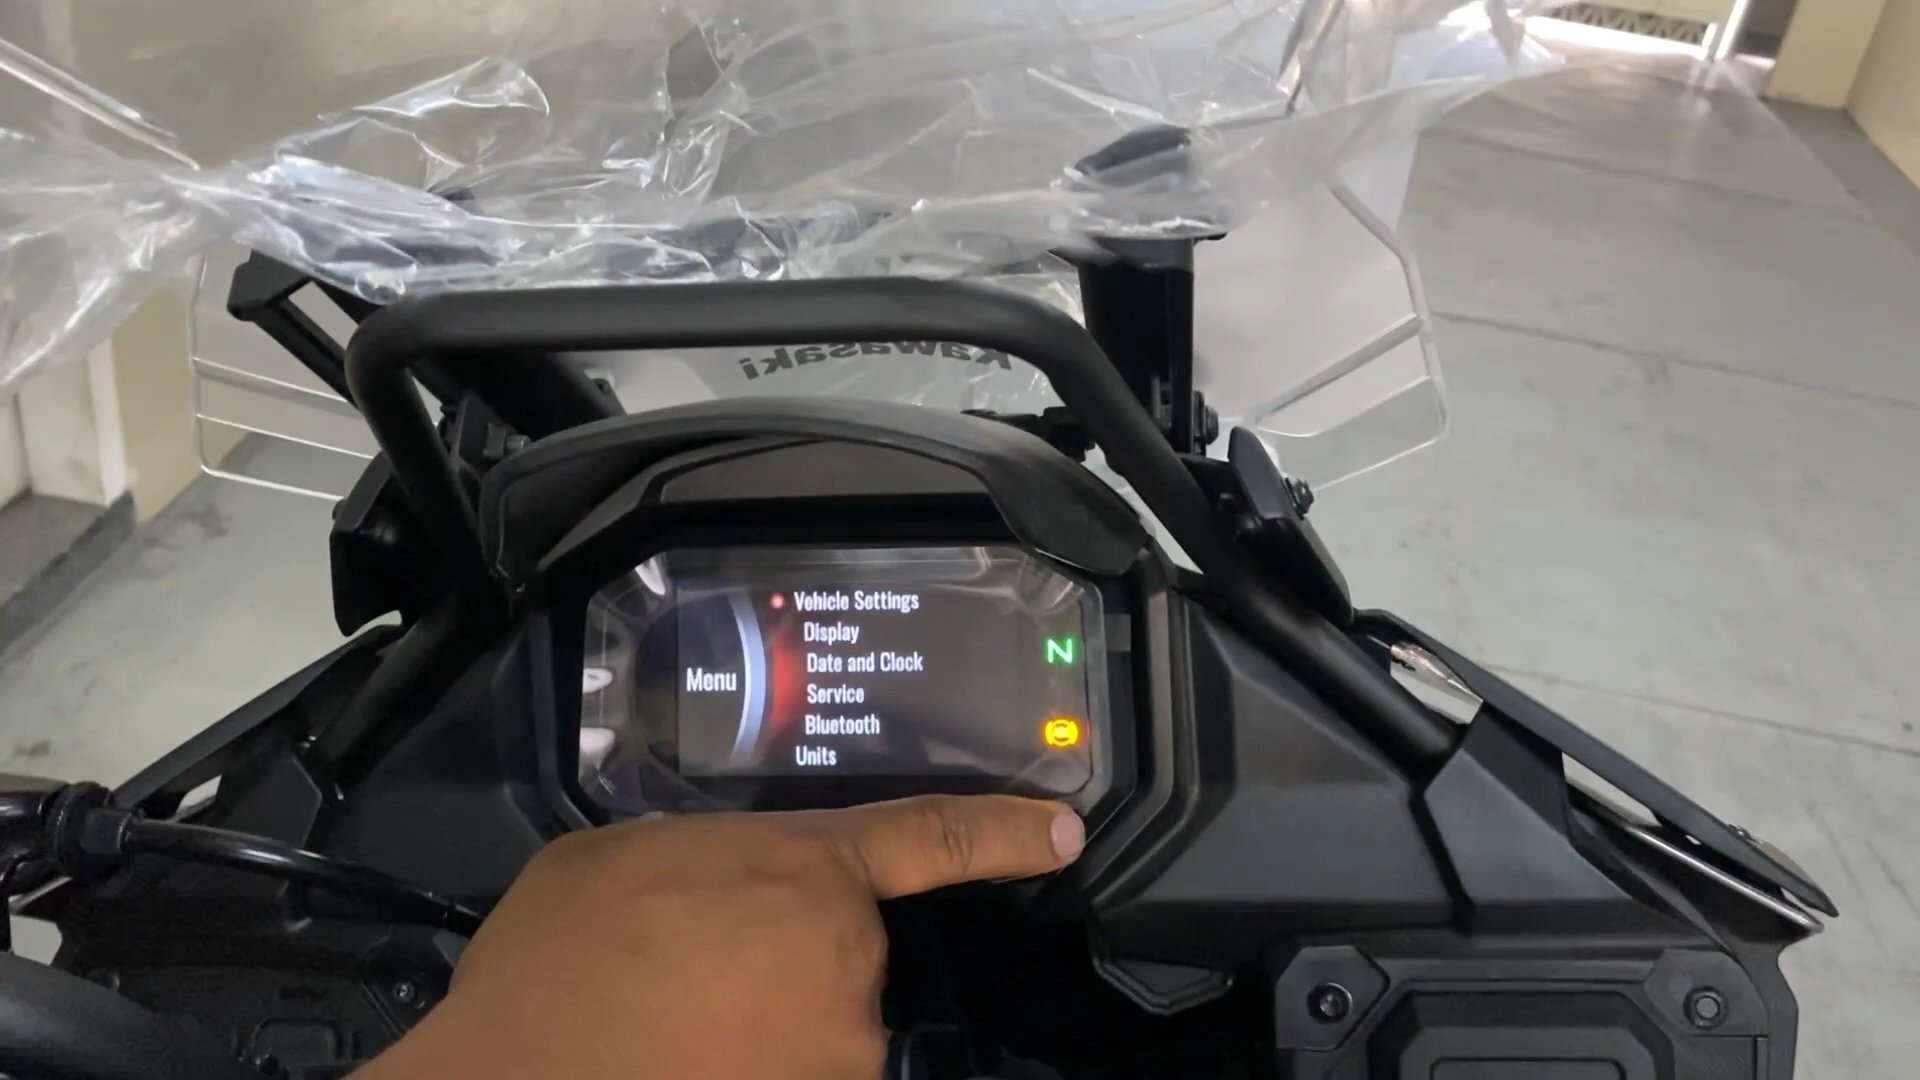 Kawasaki
Vehicle Settings
Display
Date and Clock
Menu
Service
Bluetooth
Units
N